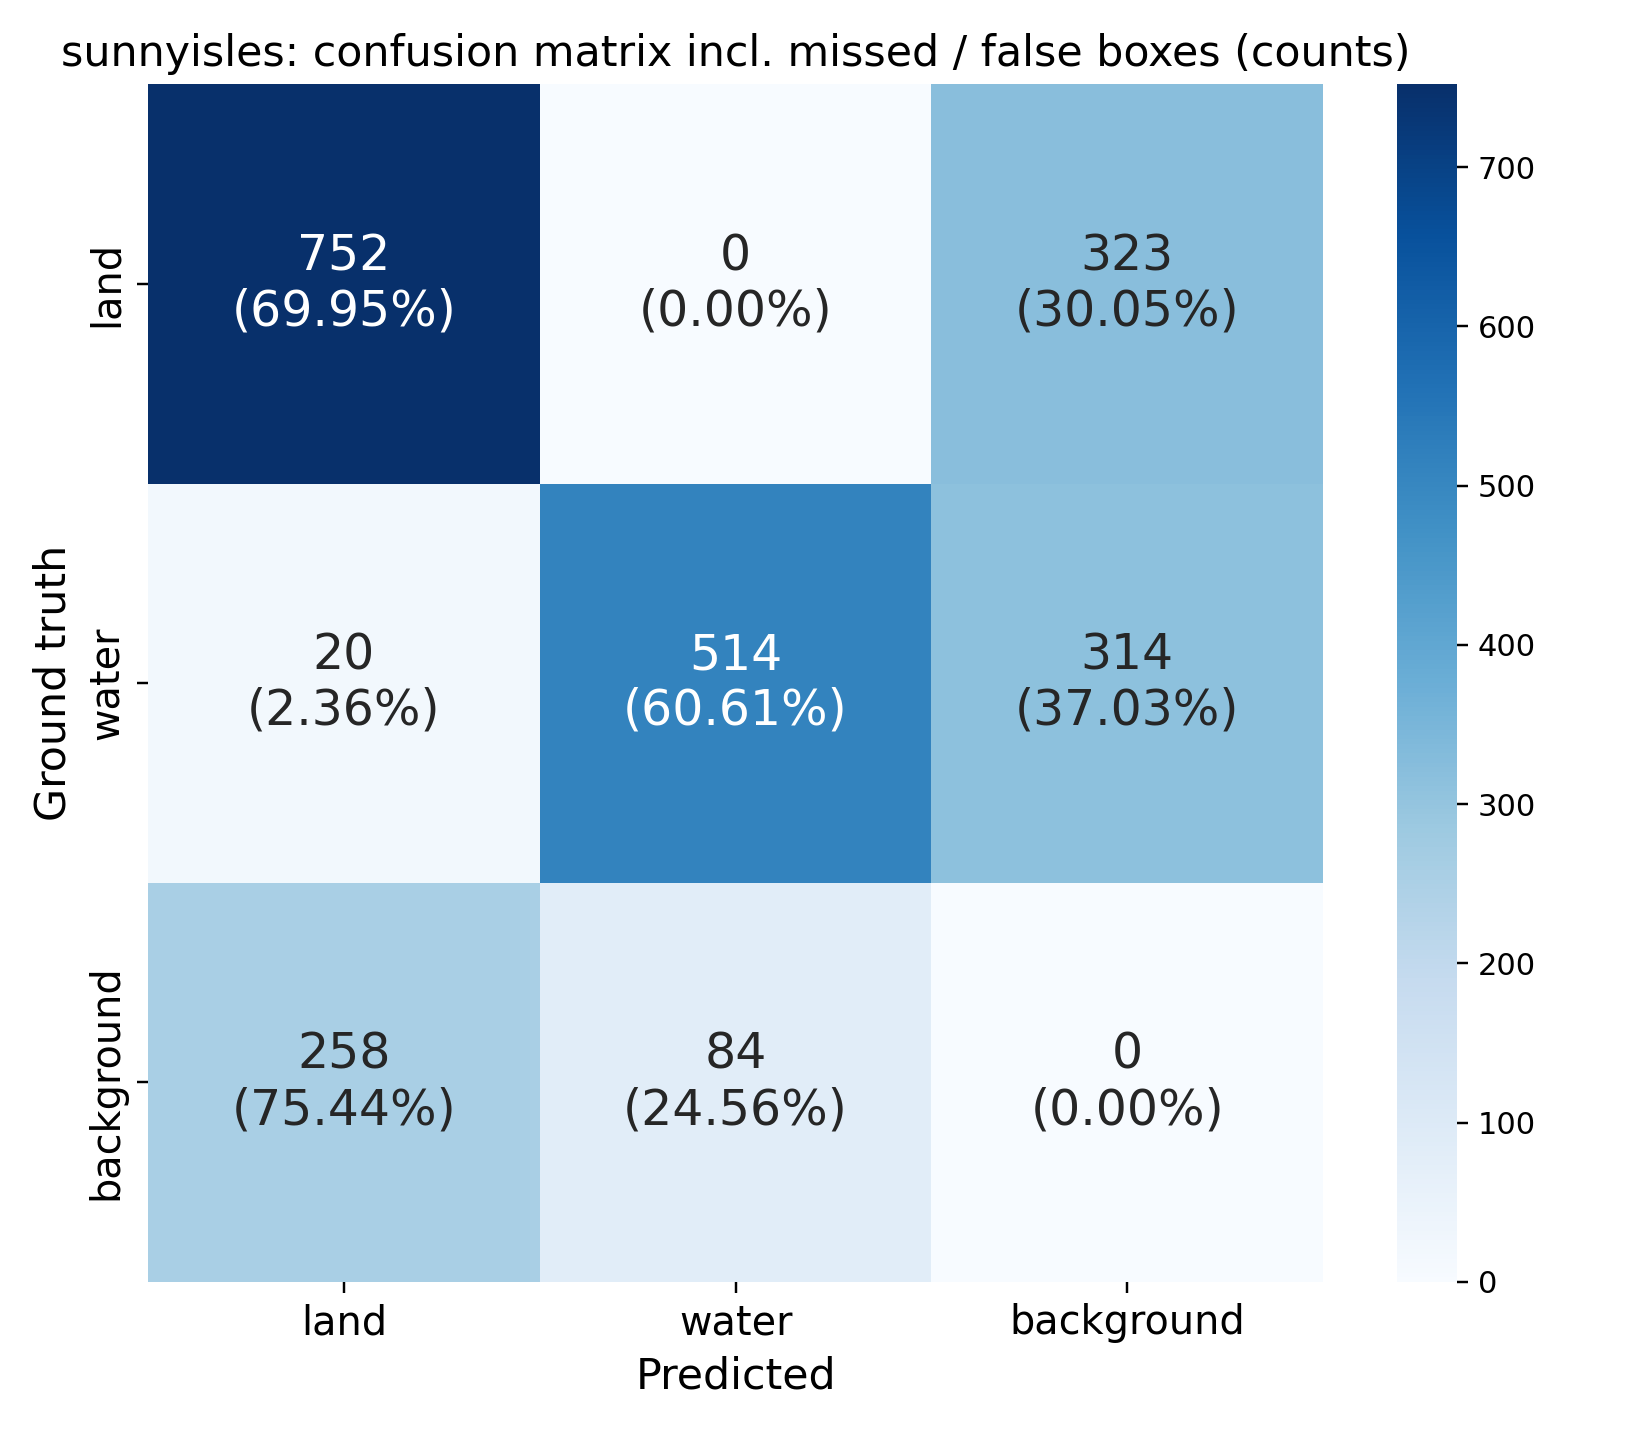 sunnyisles: confusion matrix incl. missed / false boxes (counts)
Ground truth
land
752
(69.95%)
0
(0.00%)
323
(30.05%)
water
20
(2.36%)
514
(60.61%)
314
(37.03%)
background
258
(75.44%)
84
(24.56%)
0
(0.00%)
land
water
background
Predicted
700
600
500
400
300
200
100
0